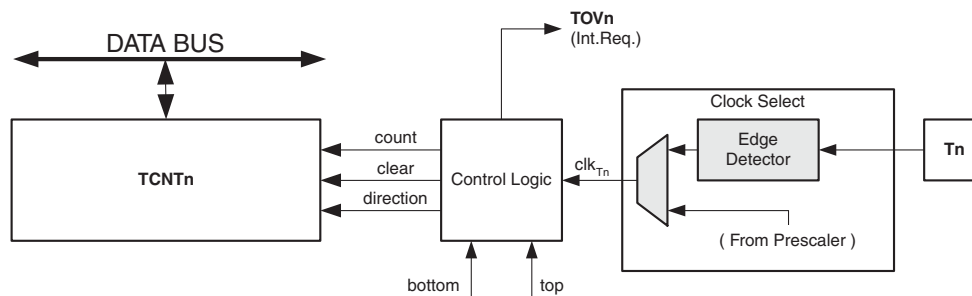 TOVn
(Int.Req.)
DATA BUS
Clock Select
count
Edge
Detector
Tn
TCNTn
clear
Control Logic
clkTn
direction
( From Prescaler )
bottom
top